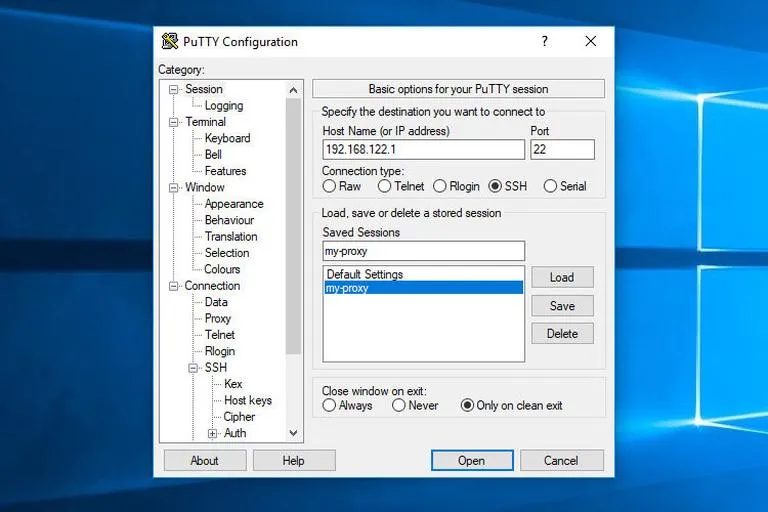 PuTTY Configuration
?
Category:
Session
Logging
Terminal
Keyboard
Bell
Features
Window
Appearance
Behaviour
Translation
Selection
Colours
Connection
Data
Proxy
Telnet
Rlogin
SSH
Kex
Host keys
Cipher
Auth
Basic options for your PuTTY session
Specify the destination you want to connect to
Host Name (or IP address) Port
192.168.122.1 22
Connection type:
Raw Telnet Rlogin SSH Serial
Load, save or delete a stored session
Saved Sessions
my-proxy
Default Settings
my-proxy
Load
Save
Delete
Close window on exit:
Always Never Only on clean exit
About Help Open Cancel